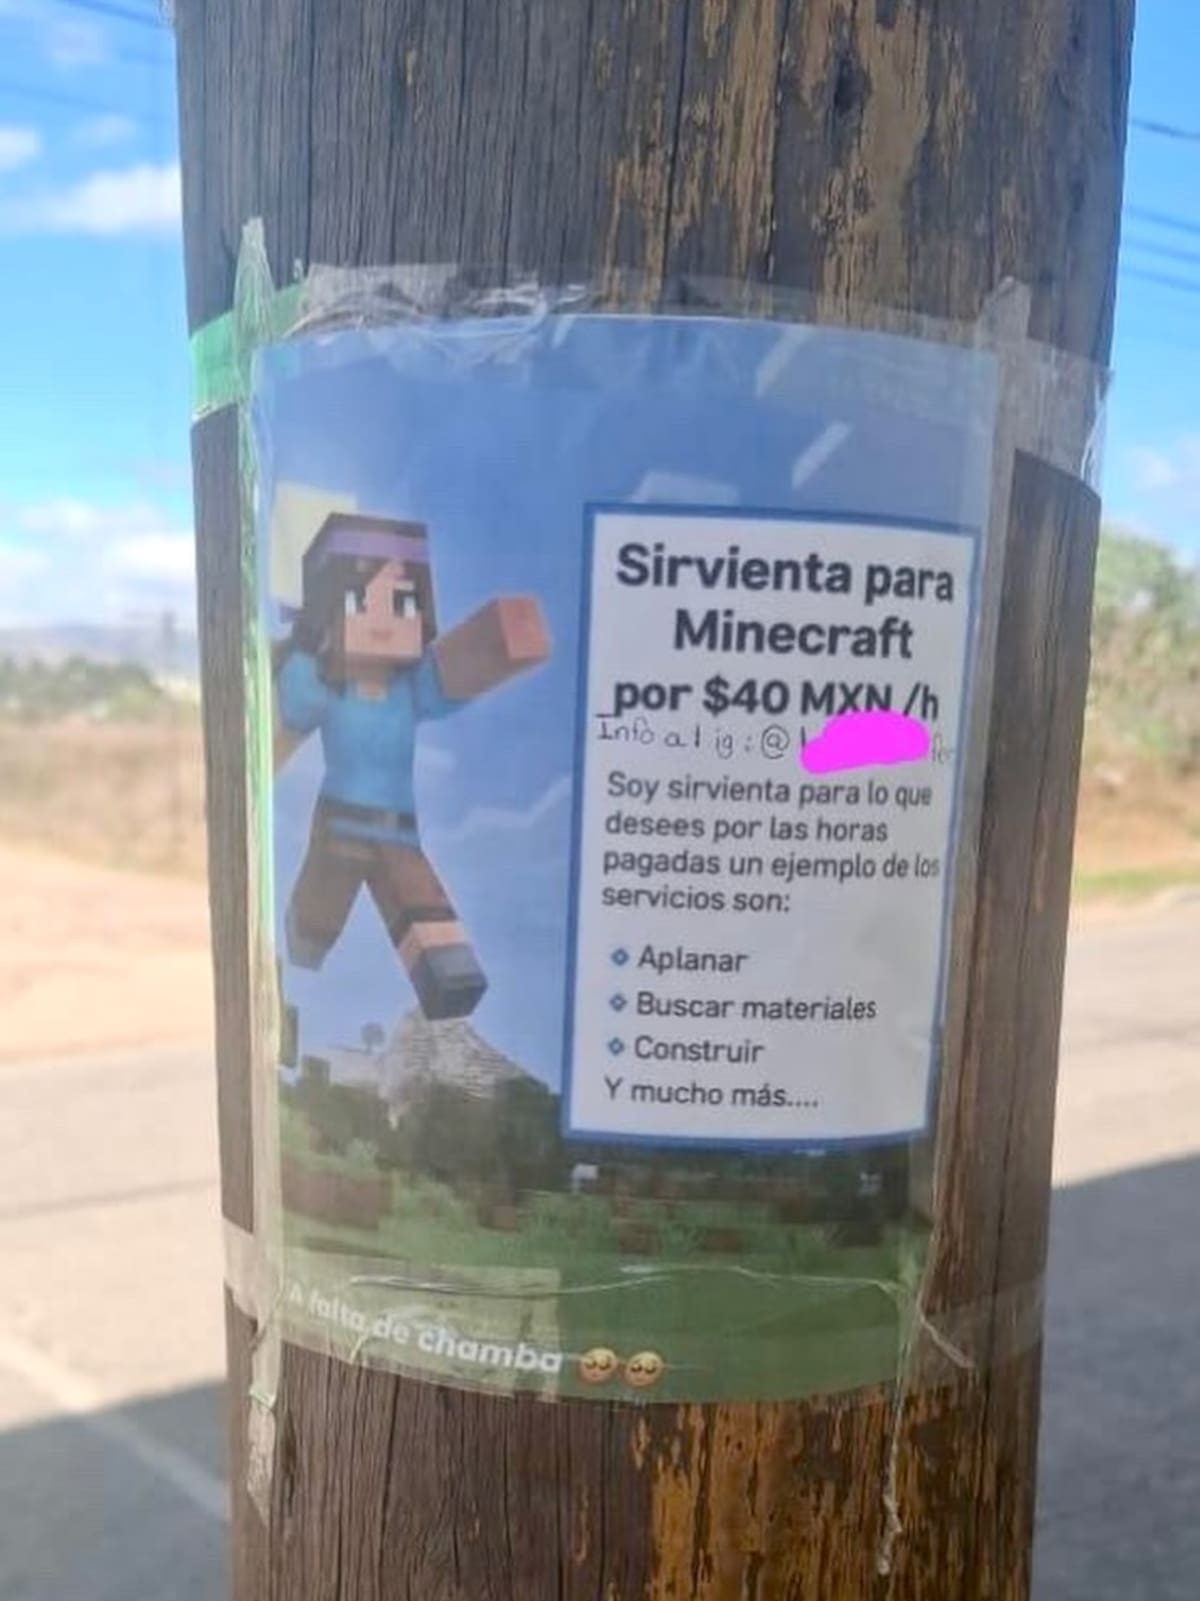 Sirvienta para
Minecraft
por $40 MXN /h
Info al ig: @
Soy sirvienta para lo que
desees por las horas
pagadas un ejemplo de los
servicios son:
Aplanar
Buscar materiales
Construir
Y mucho más....
A falta de chamba 🥺🥺